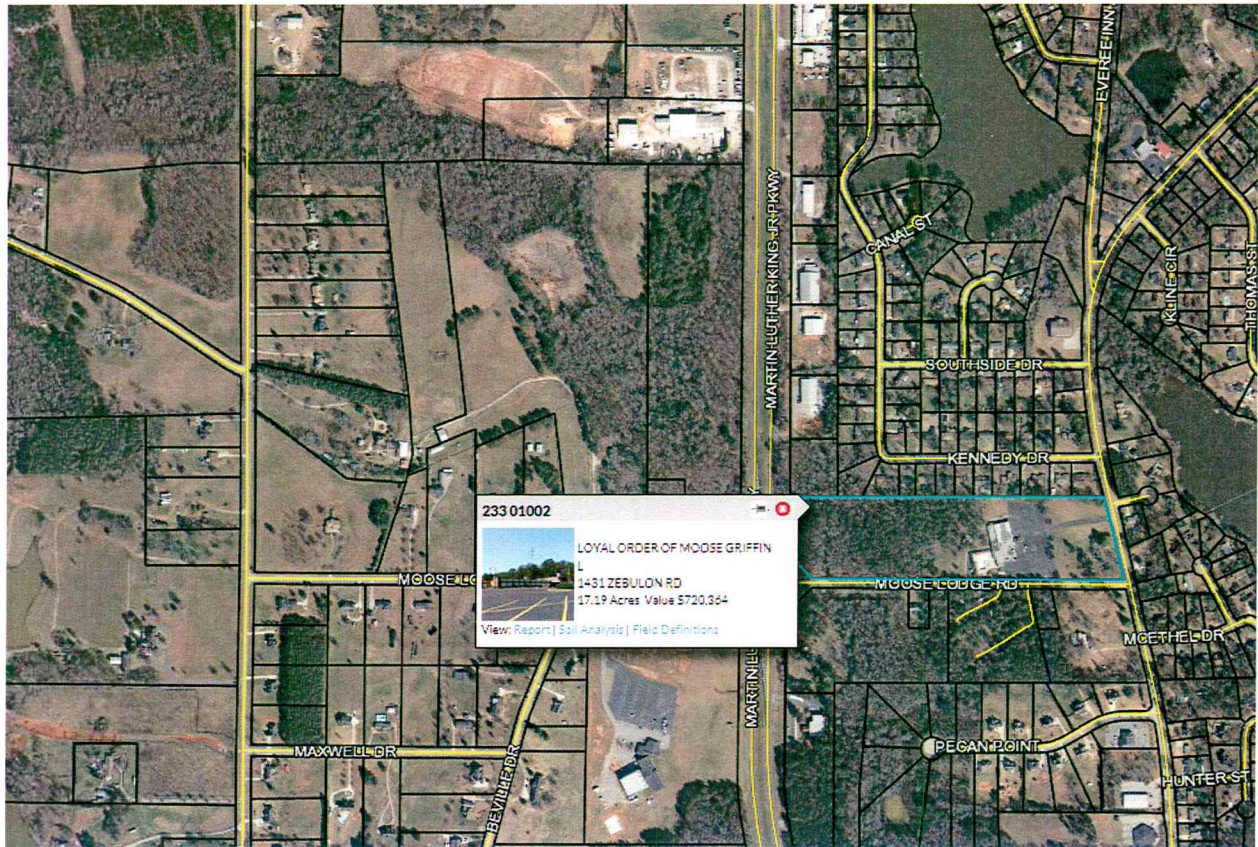 EVEREE INN
MARTIN LUTHER KING JR PKWY
CANAL ST
KLINE CIR
THOMAS ST
SOUTHSIDE DR
KENNEDY DR
233 01002
LOYAL ORDER OF MOOSE GRIFFIN
L
1431 ZEBULON RD
17.19 Acres Value $720,364
View: Report | Soil Analysis | Field Definitions
MOOSE LO
MOOSE LODGE RD
MCETHEL DR
MARTIN LU
PECAN POINT
MAXWELL DR
BEVILLE DR
HUNTER ST